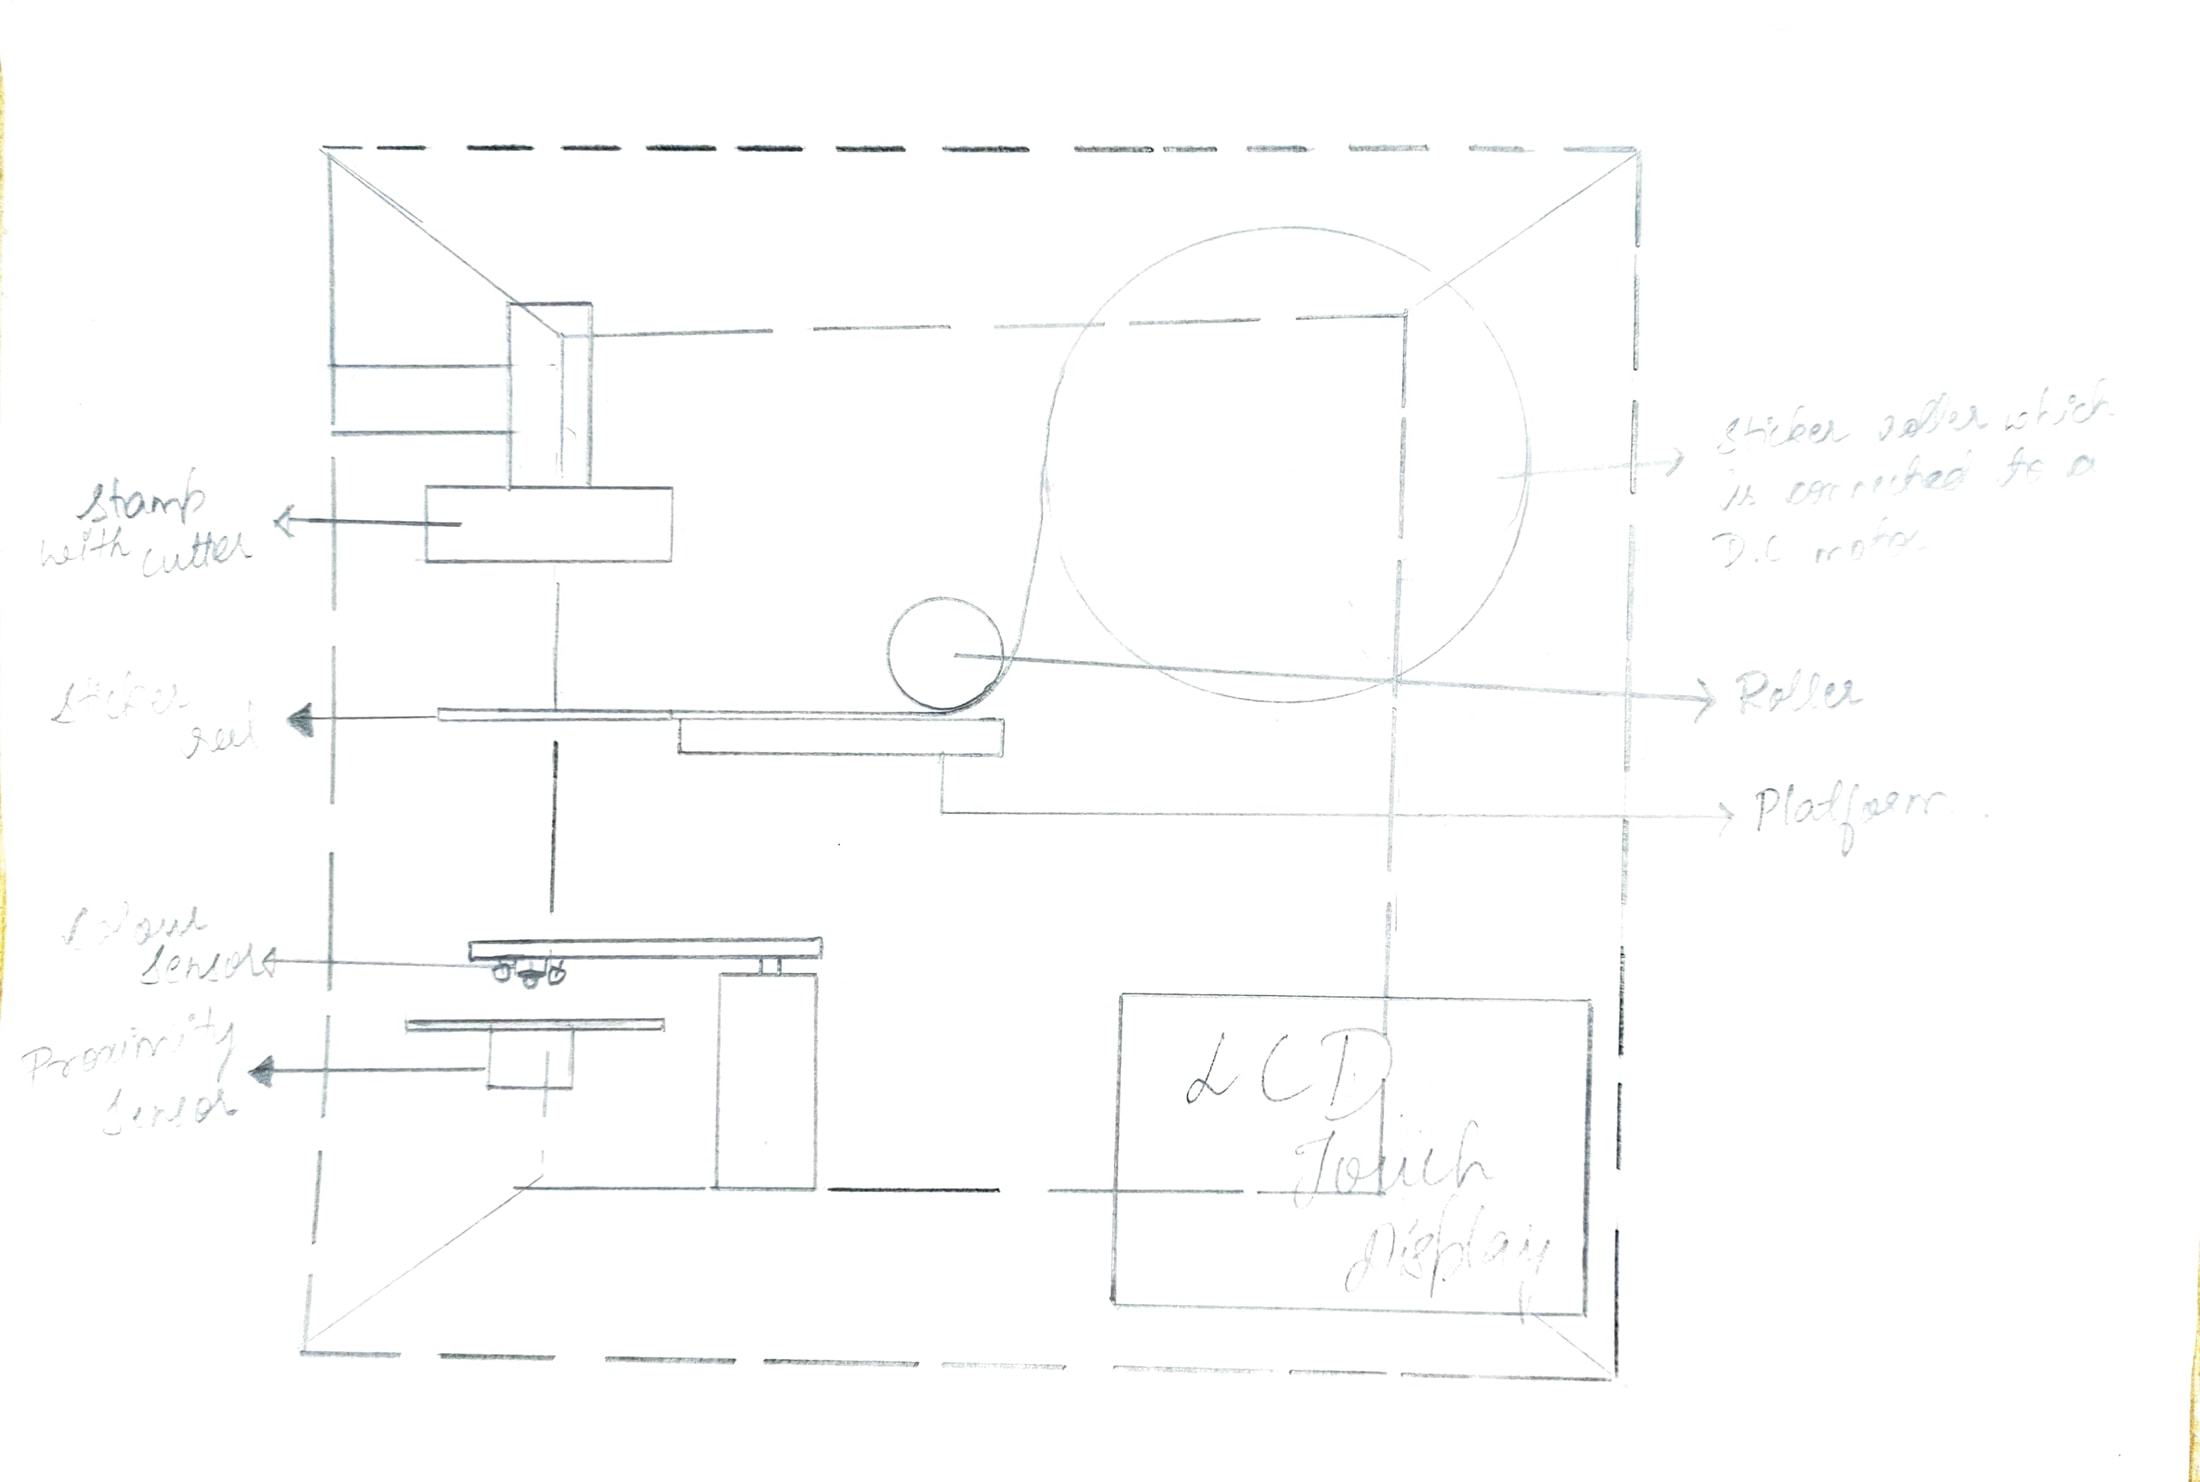 Stamp
with cutter
Sticker
reel
Colour
Sensor
Proximity
Sensor
Sticker roller which
is connected to a
D.C motor
Roller
Platform
LCD
Touch
Display